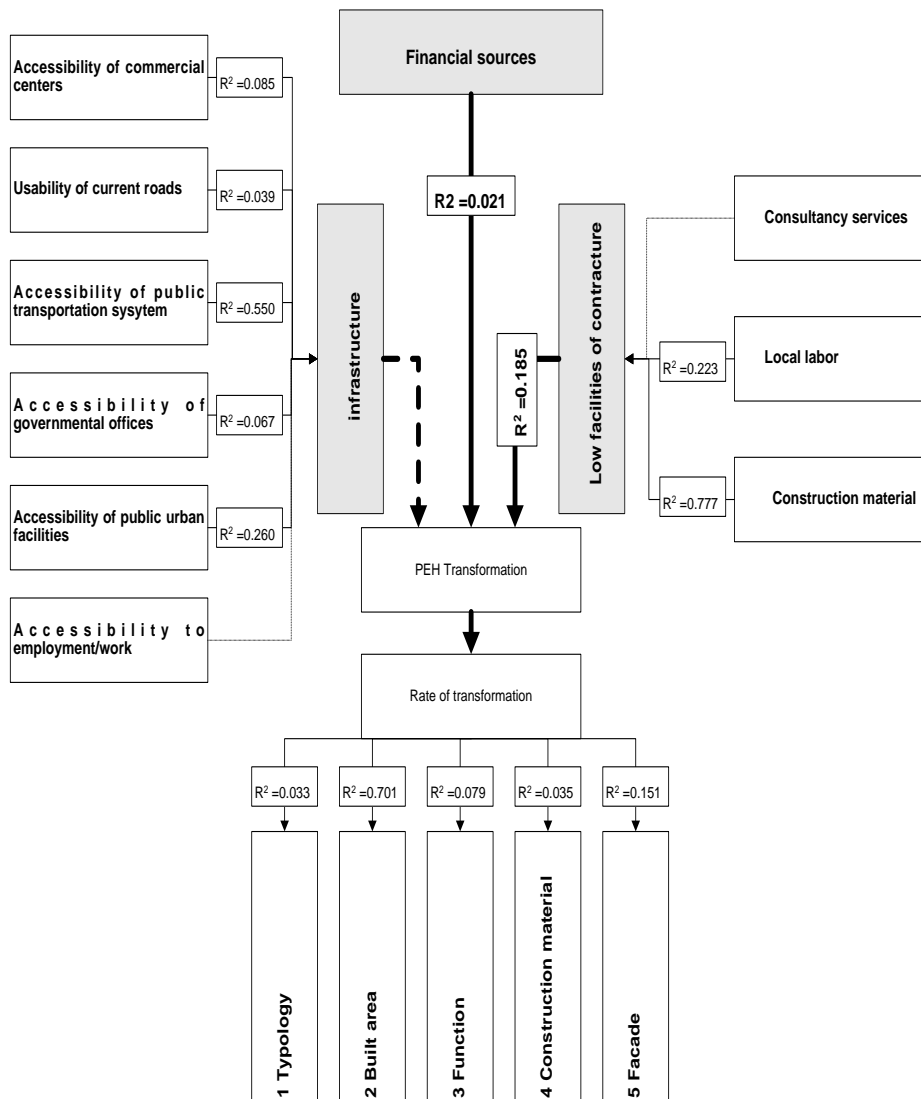 Financial sources
R2 =0.021
Accessibility of commercial
centers
R² =0.085
Usability of current roads
R² =0.039
Accessibility of public
transportation sysytem
R² =0.550
Accessibility of
governmental offices
R² =0.067
Accessibility of public urban
facilities
R² =0.260
Accessibility to
employment/work
infrastructure
R² =0.185
Low facilities of contracture
Consultancy services
R² =0.223
Local labor
R² =0.777
Construction material
PEH Transformation
Rate of transformation
R² =0.033
R² =0.701
R² =0.079
R² =0.035
R² =0.151
1 Typology
2 Built area
3 Function
4 Construction material
5 Facade